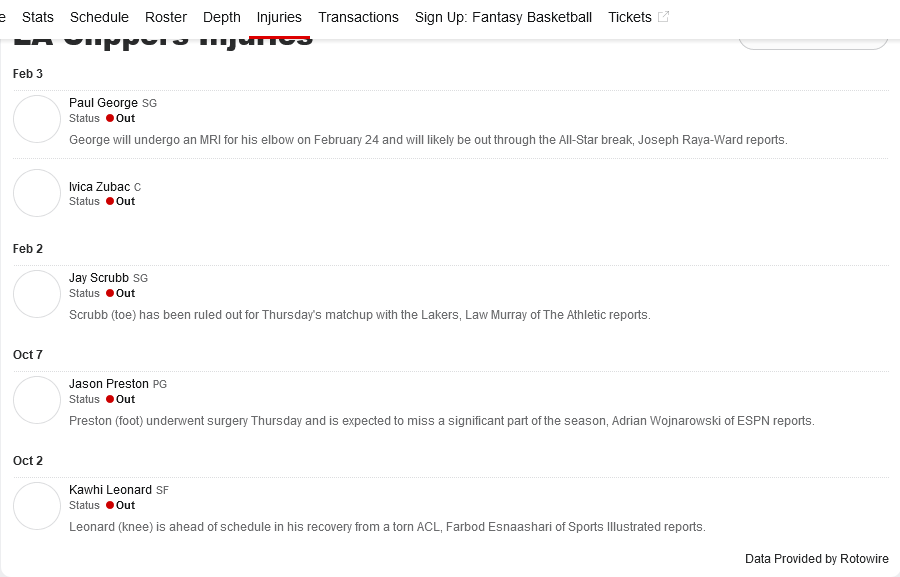 e Stats Schedule Roster Depth Injuries Transactions Sign Up: Fantasy Basketball Tickets
LA Clippers Injuries
Feb 3
Paul George SG
Status Out
George will undergo an MRI for his elbow on February 24 and will likely be out through the All-Star break, Joseph Raya-Ward reports.
Ivica Zubac C
Status Out
Feb 2
Jay Scrubb SG
Status Out
Scrubb (toe) has been ruled out for Thursday's matchup with the Lakers, Law Murray of The Athletic reports.
Oct 7
Jason Preston PG
Status Out
Preston (foot) underwent surgery Thursday and is expected to miss a significant part of the season, Adrian Wojnarowski of ESPN reports.
Oct 2
Kawhi Leonard SF
Status Out
Leonard (knee) is ahead of schedule in his recovery from a torn ACL, Farbod Esnaashari of Sports Illustrated reports.
Data Provided by Rotowire